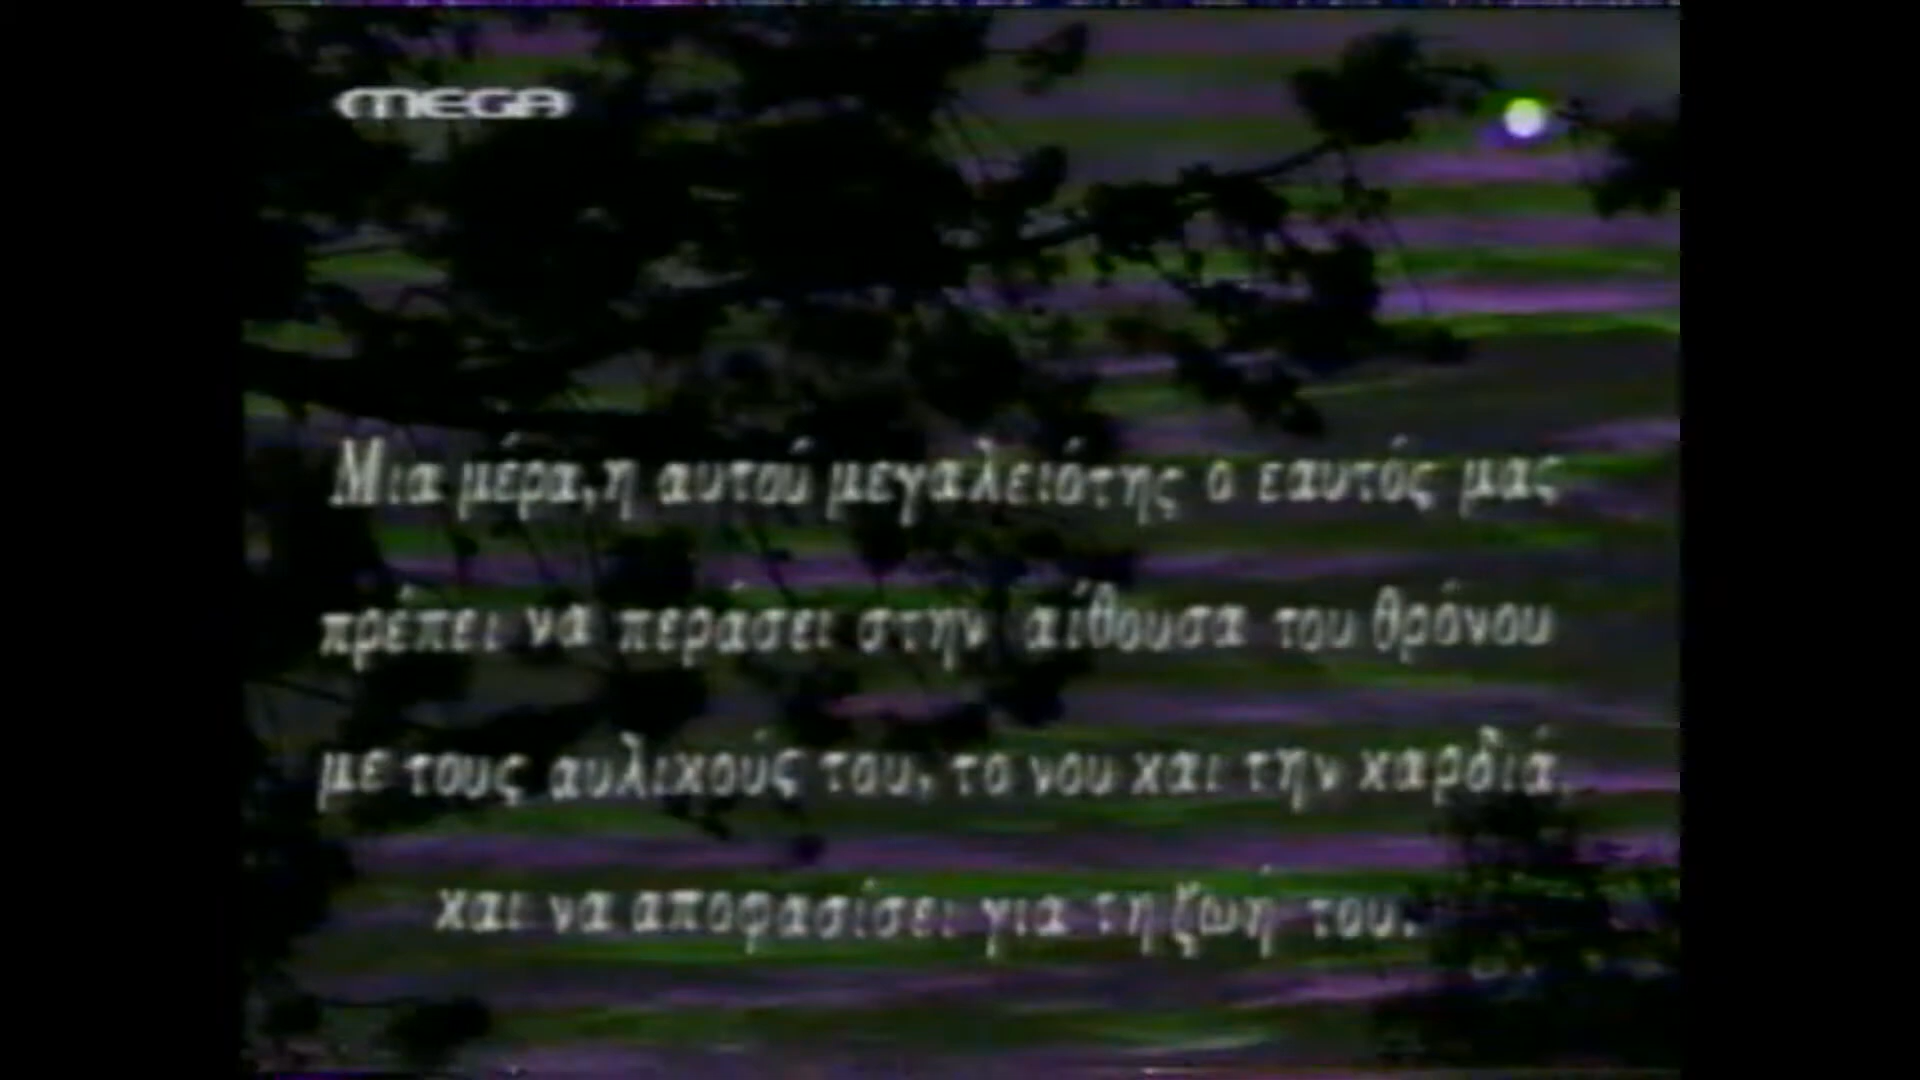 MEGA
Μια μέρα, η αυτού μεγαλειότης ο εαυτός μας
πρέπει να περάσει στην αίθουσα του θρόνου
με τους αυλικούς του, το νου και την καρδιά,
και να αποφασίσει για τη ζωή του.